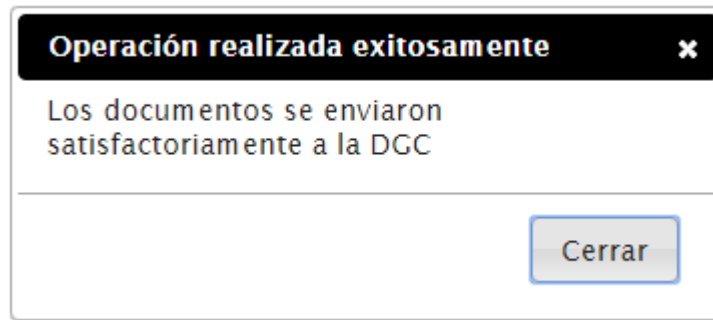 Operación realizada exitosamente
Los documentos se enviaron
satisfactoriamente a la DGC
Cerrar